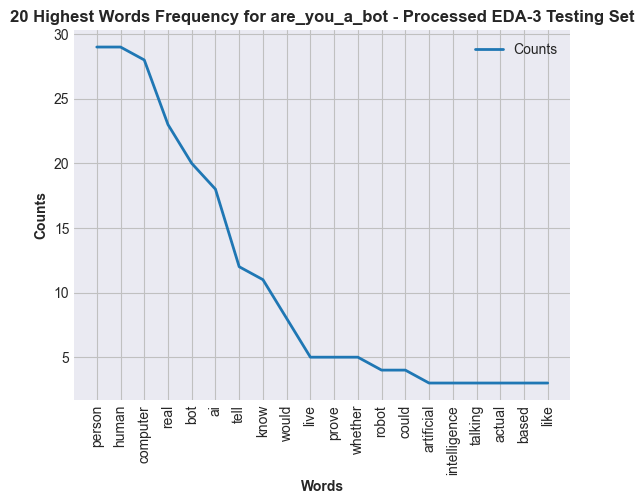 20 Highest Words Frequency for are_you_a_bot - Processed EDA-3 Testing Set
Counts
30
25
20
15
10
5
Counts
person
human
computer
real
bot
ai
tell
know
would
live
prove
whether
robot
could
artificial
intelligence
talking
actual
based
like
Words